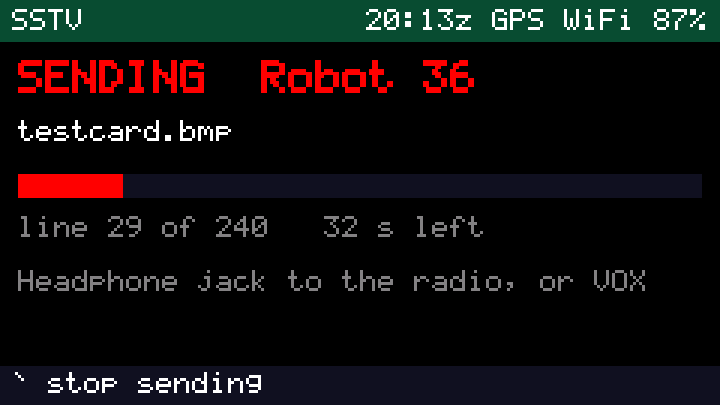 SSTV 20:13z GPS WiFi 87%
SENDING Robot 36
testcard.bmp
line 29 of 240 32 s left
Headphone jack to the radio, or VOX
` stop sending